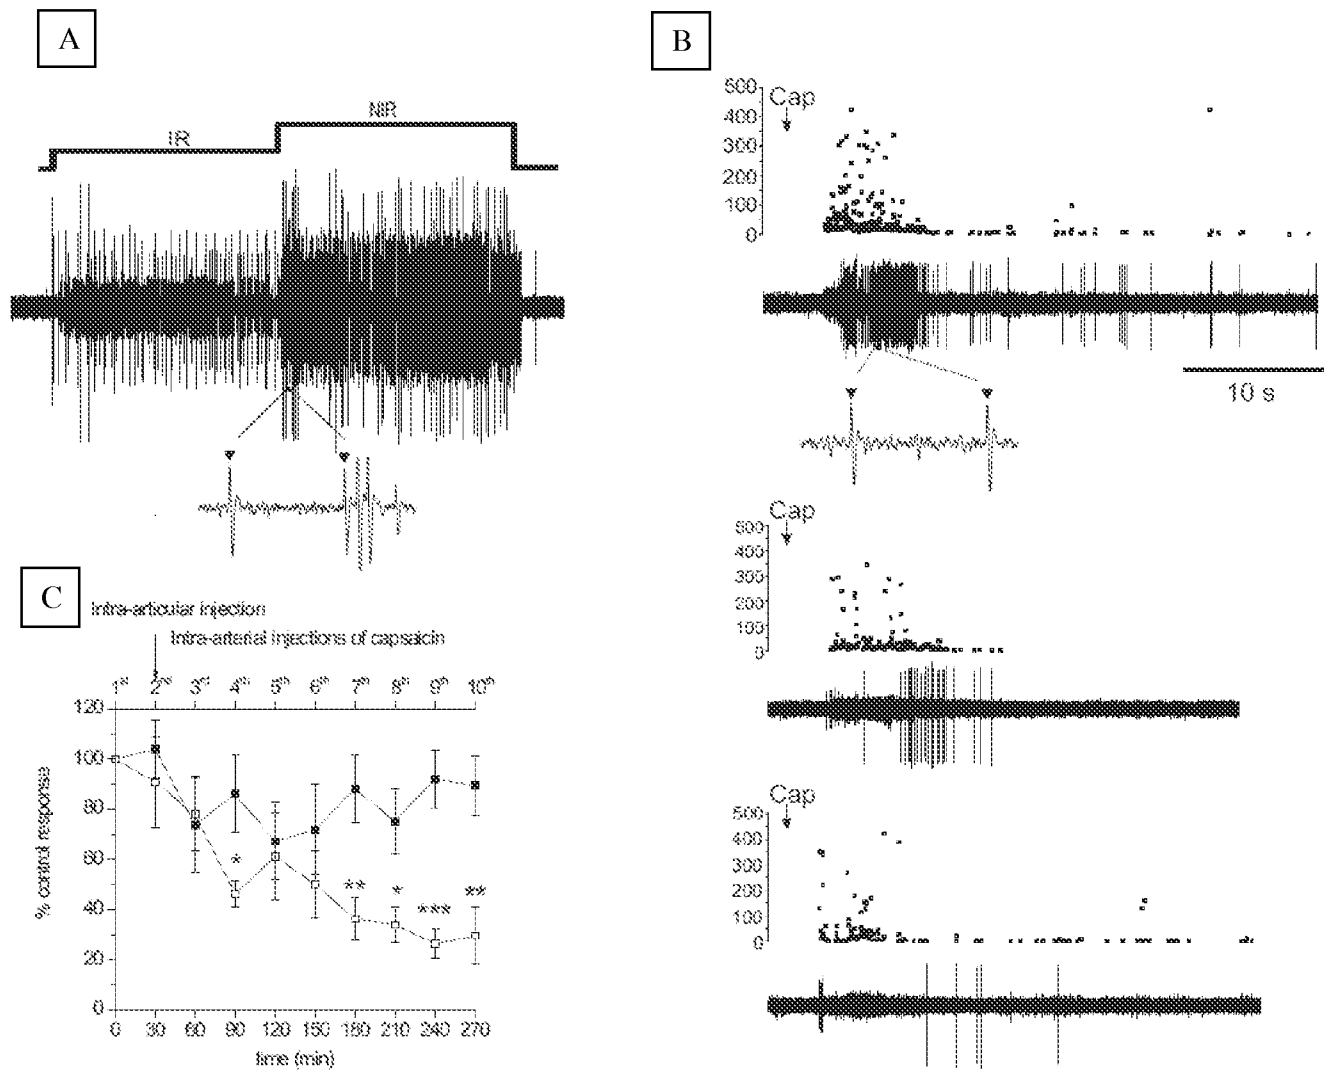 A
NIR
IR
B
500
400
300
200
100
0
Cap
10 s
500
400
300
200
100
0
Cap
500
400
300
200
100
0
Cap
C
Intra-articular injection
Intra-arterial injections of capsaicin
1st 2nd 3rd 4th 5th 6th 7th 8th 9th 10th
120
100
80
60
40
20
0
% control response
* ** * *** **
0 30 60 90 120 150 180 210 240 270
time (min)